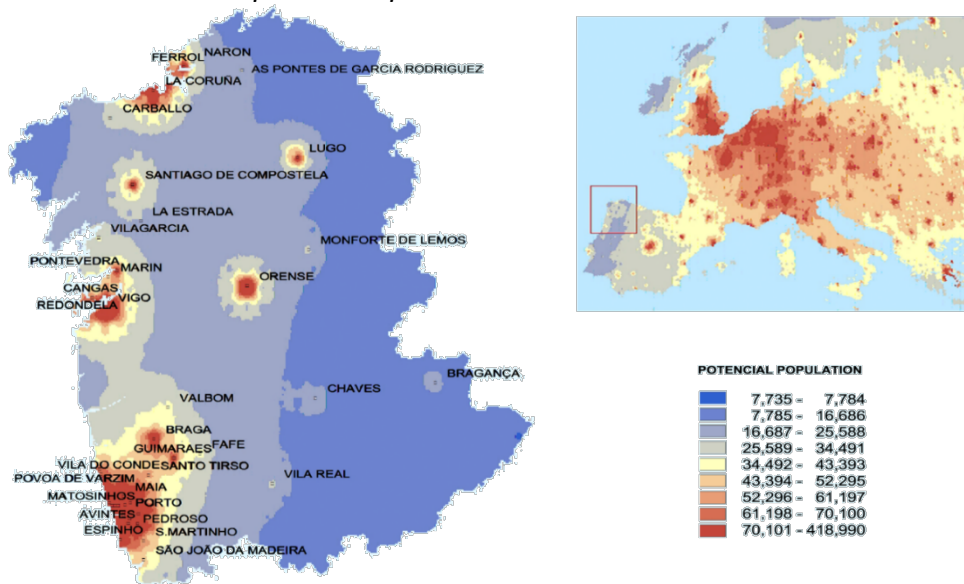 FERROL
NARON
AS PONTES DE GARCIA RODRIGUEZ
LA CORUÑA
CARBALLO
LUGO
SANTIAGO DE COMPOSTELA
LA ESTRADA
VILAGARCIA
MONFORTE DE LEMOS
PONTEVEDRA
MARIN
ORENSE
CANGAS
VIGO
REDONDELA
BRAGANÇA
CHAVES
VALBOM
BRAGA
GUIMARAES
FAFE
VILA DO CONDE
SANTO TIRSO
VILA REAL
POVOA DE VARZIM
MAIA
MATOSINHOS
PORTO
AVINTES
PEDROSO
ESPINHO
S.MARTINHO
SÃO JOÃO DA MADEIRA
POTENCIAL POPULATION
7,735 - 7,784
7,785 - 16,686
16,687 - 25,588
25,589 - 34,491
34,492 - 43,393
43,394 - 52,295
52,296 - 61,197
61,198 - 70,100
70,101 - 418,990